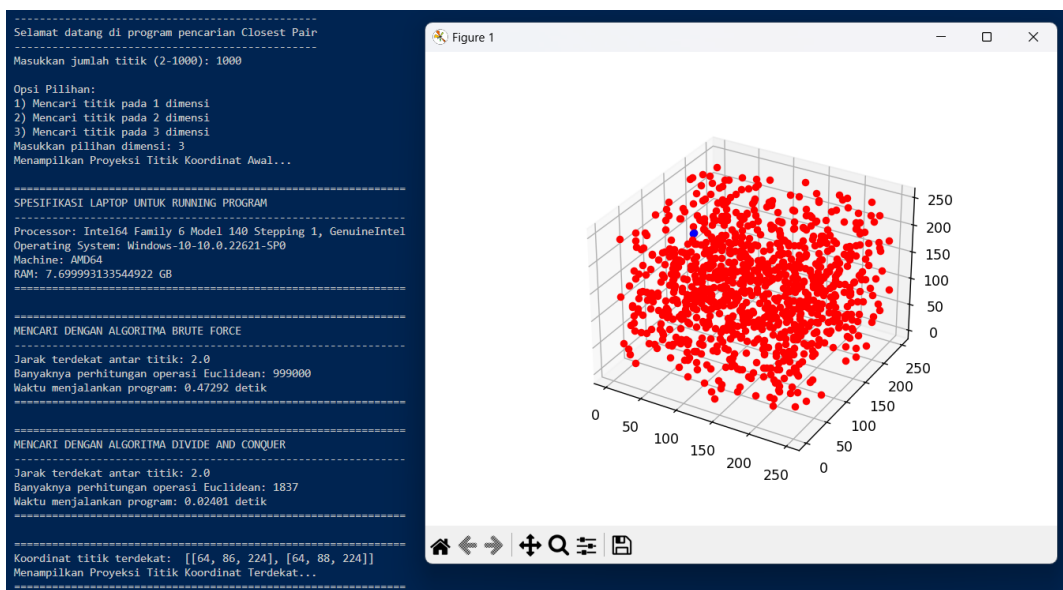 --------------------------------------------------
Selamat datang di program pencarian Closest Pair
--------------------------------------------------
Masukkan jumlah titik (2-1000): 1000
Opsi Pilihan:
1) Mencari titik pada 1 dimensi
2) Mencari titik pada 2 dimensi
3) Mencari titik pada 3 dimensi
Masukkan pilihan dimensi: 3
Menampilkan Proyeksi Titik Koordinat Awal...
==============================================================
SPESIFIKASI LAPTOP UNTUK RUNNING PROGRAM
--------------------------------------------------------------
Processor: Intel64 Family 6 Model 140 Stepping 1, GenuineIntel
Operating System: Windows-10-10.0.22621-SP0
Machine: AMD64
RAM: 7.699993133544922 GB
==============================================================
==============================================================
MENCARI DENGAN ALGORITMA BRUTE FORCE
--------------------------------------------------------------
Jarak terdekat antar titik: 2.0
Banyaknya perhitungan operasi Euclidean: 999000
Waktu menjalankan program: 0.47292 detik
==============================================================
==============================================================
MENCARI DENGAN ALGORITMA DIVIDE AND CONQUER
--------------------------------------------------------------
Jarak terdekat antar titik: 2.0
Banyaknya perhitungan operasi Euclidean: 1837
Waktu menjalankan program: 0.02401 detik
==============================================================
==============================================================
Koordinat titik terdekat:  [[64, 86, 224], [64, 88, 224]]
Menampilkan Proyeksi Titik Koordinat Terdekat...
==============================================================
Figure 1
250
200
150
100
50
0
0
50
100
150
200
250
0
50
100
150
200
250